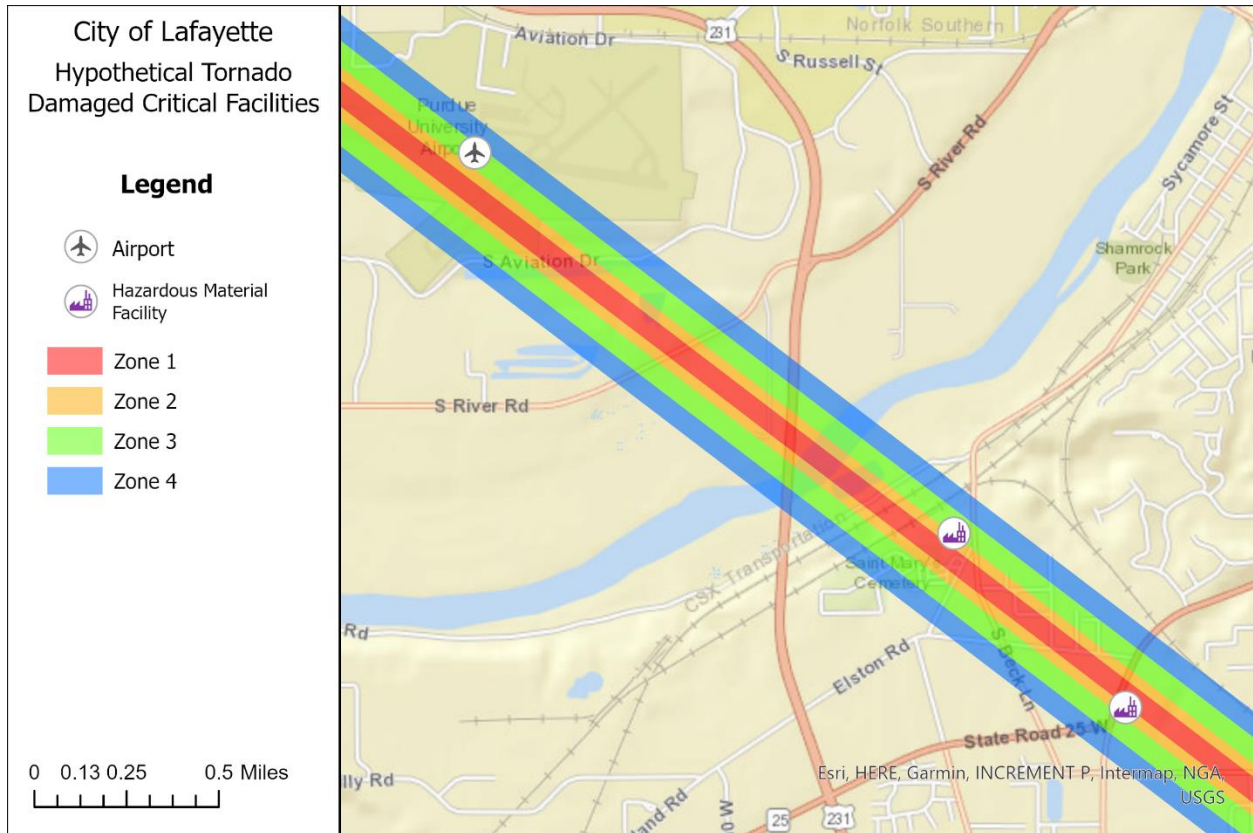 City of Lafayette
Hypothetical Tornado
Damaged Critical Facilities
Legend
Airport
Hazardous Material
Facility
Zone 1
Zone 2
Zone 3
Zone 4
0 0.13 0.25 0.5 Miles
Aviation Dr
231
Norfolk Southern
S Russell St
Purdue
University
Airport
S River Rd
Sycamore St
Shamrock
Park
S Aviation Dr
S River Rd
CSX Transportation
Saint Mary's
Cemetery
Rd
Elston Rd
S Beck Ln
State Road 25 W
Esri, HERE, Garmin, INCREMENT P, Intermap, NGA,
USGS
lly Rd
land Rd
0 W
25
231